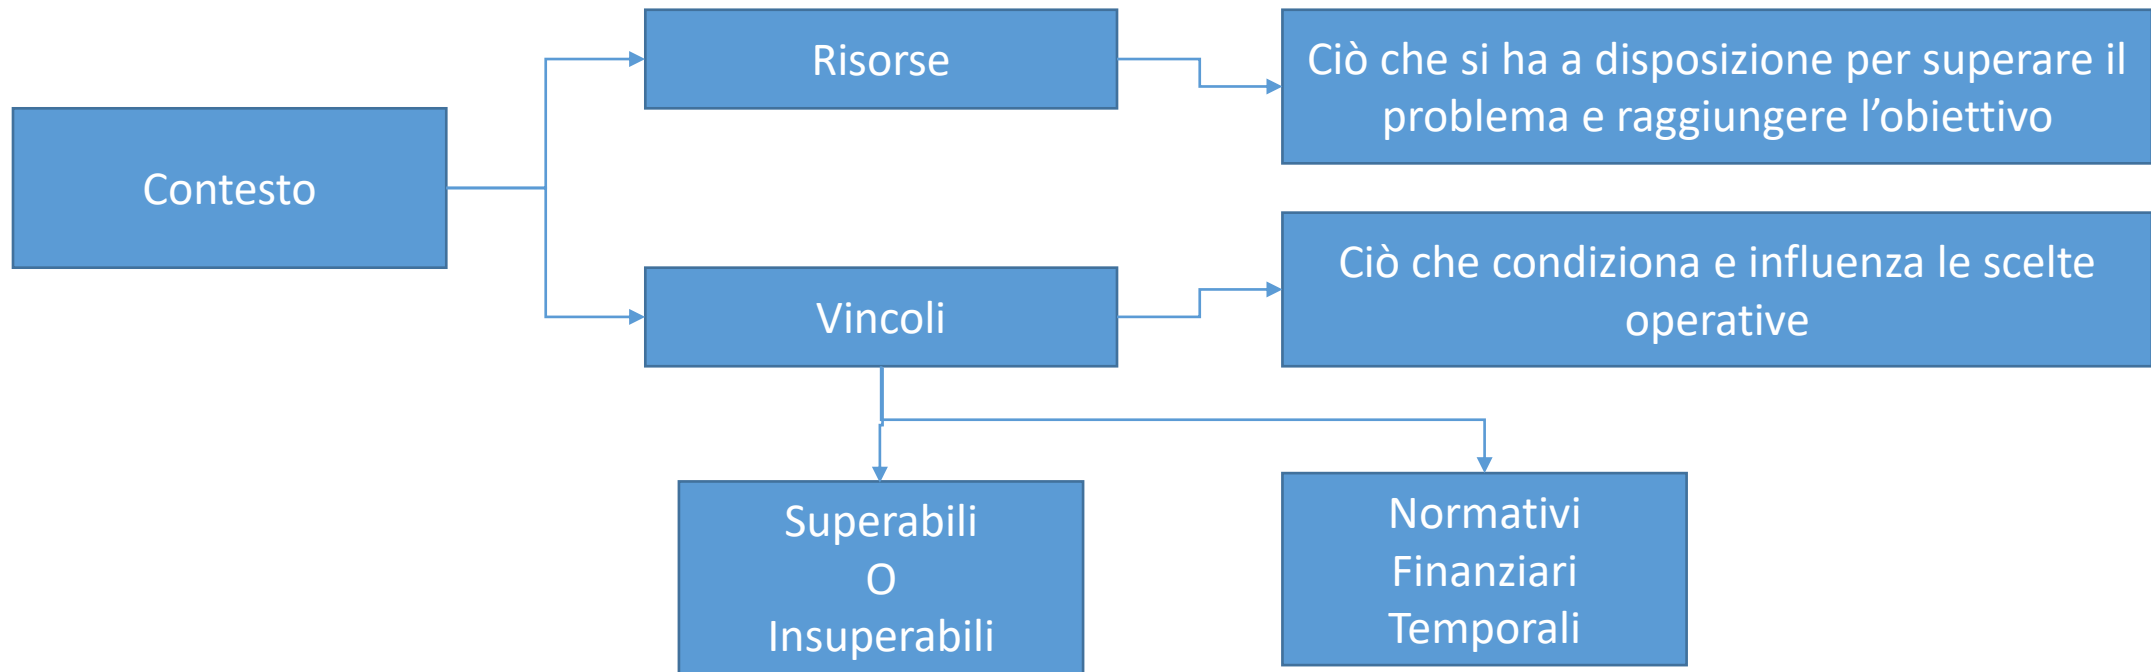 Risorse
Ciò che si ha a disposizione per superare il
problema e raggiungere l’obiettivo
Contesto
Ciò che condiziona e influenza le scelte
operative
Vincoli
Superabili
O
Insuperabili
Normativi
Finanziari
Temporali